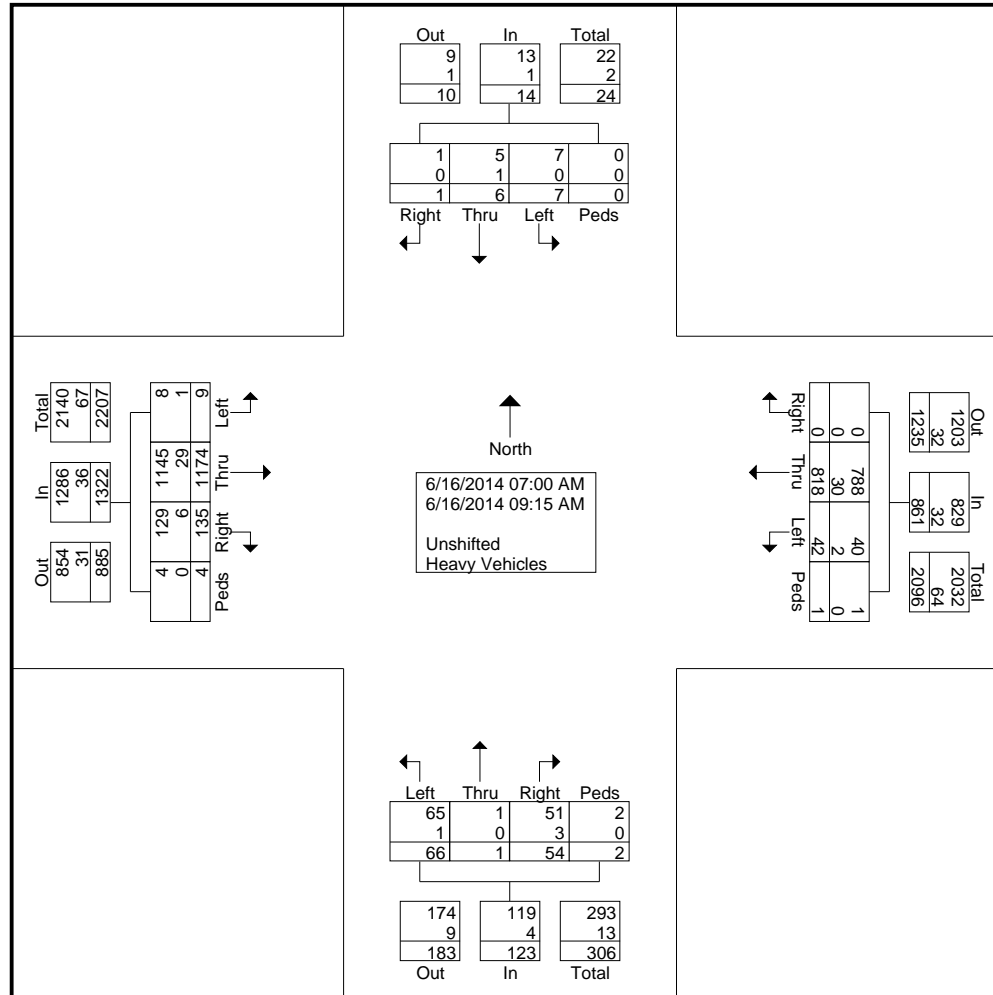 Out In Total
9 13 22
1 1 2
10 14 24
1 5 7 0
0 1 0 0
1 6 7 0
Right Thru Left Peds
Total
2140
67
2207
In
1286
36
1322
Out
854
31
885
8 1 9 Left
1145 29 1174 Thru
129 6 135 Right
4 0 4 Peds
North
6/16/2014 07:00 AM
6/16/2014 09:15 AM
Unshifted
Heavy Vehicles
Right 0 0 0
Thru 818 30 788
Left 42 2 40
Peds 1 0 1
Out
1203
32
1235
In
829
32
861
Total
2032
64
2096
Left Thru Right Peds
65 1 51 2
1 0 3 0
66 1 54 2
174 119 293
9 4 13
183 123 306
Out In Total